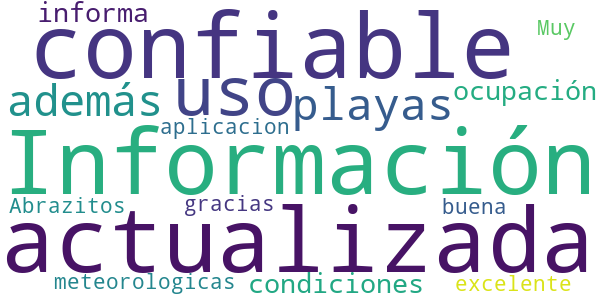 informa
Muy
confiable
además uso playas ocupación
aplicacion
Información
Abrazitos gracias buena
actualizada
meteorologicas condiciones excelente